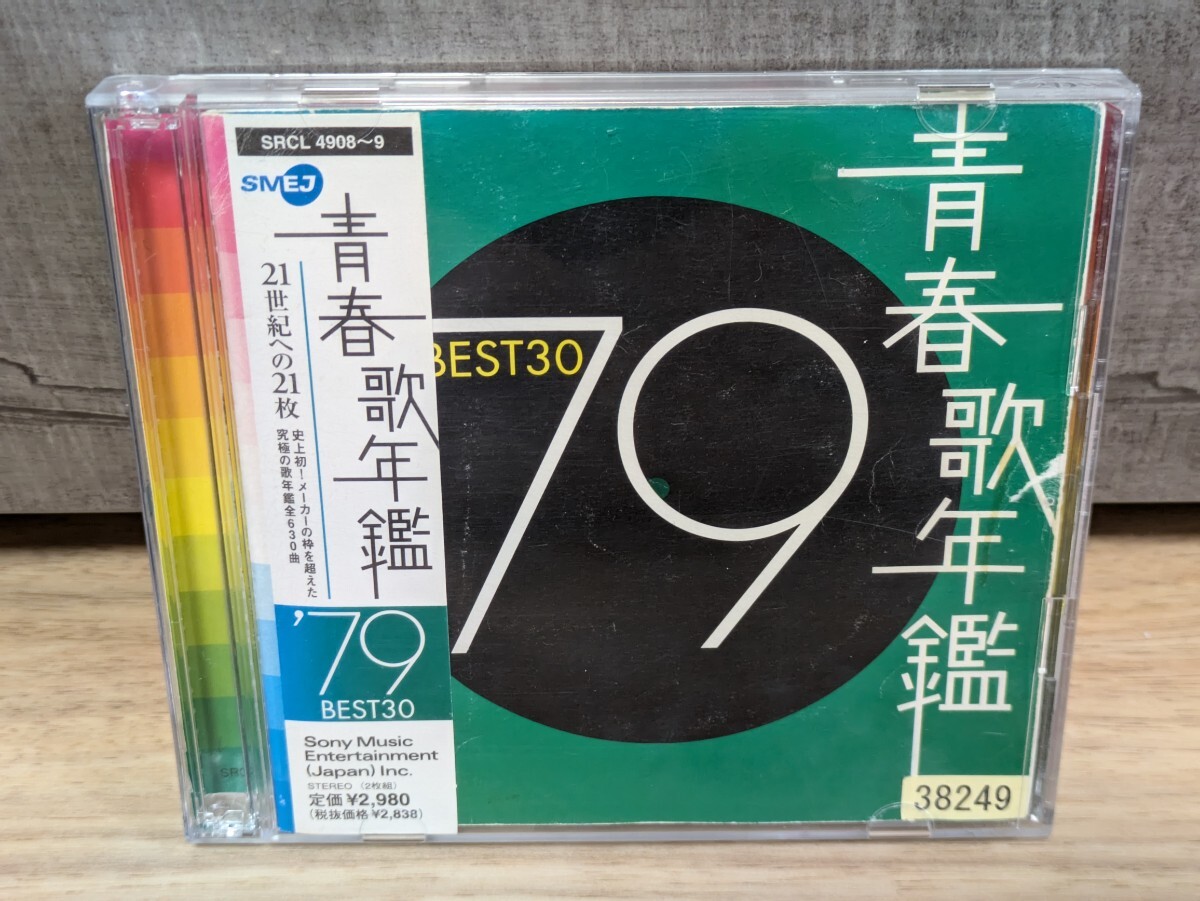 SRCL 4908〜9
SMEJ
青春歌年鑑
21世紀への21枚
史上初!メーカーの枠を超えた
究極の歌年鑑全630曲
'79
BEST30
Sony Music
Entertainment
(Japan) Inc.
STEREO (2枚組)
定価¥2,980
(税抜価格¥2,838)
BEST30
79
青春歌年鑑
38249